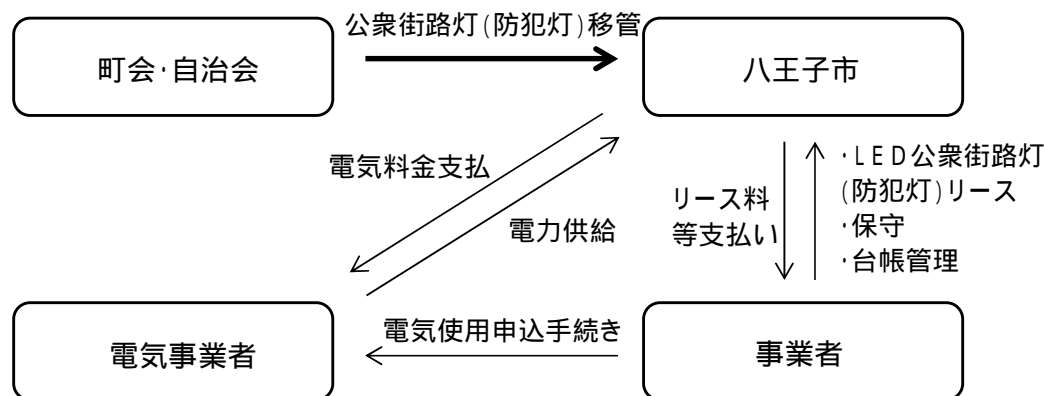 公衆街路灯(防犯灯)移管
町会・自治会
八王子市
電気料金支払
電力供給
リース料
等支払い
・LED公衆街路灯
(防犯灯)リース
・保守
・台帳管理
電気使用申込手続き
電気事業者
事業者